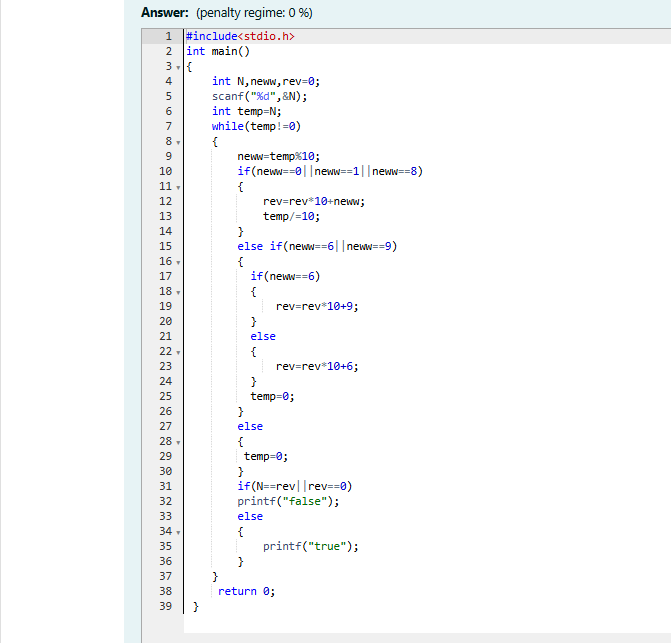 Answer: (penalty regime: 0 %)
1 #include<stdio.h>
2 int main()
3 {
4     int N,neww,rev=0;
5     scanf("%d",&N);
6     int temp=N;
7     while(temp!=0)
8     {
9         neww=temp%10;
10         if(neww==0||neww==1||neww==8)
11         {
12             rev=rev*10+neww;
13             temp/=10;
14         }
15         else if(neww==6||neww==9)
16         {
17           if(neww==6)
18           {
19               rev=rev*10+9;
20           }
21           else
22           {
23               rev=rev*10+6;
24           }
25           temp=0;
26         }
27         else
28         {
29          temp=0;
30         }
31         if(N==rev||rev==0)
32         printf("false");
33         else
34         {
35             printf("true");
36         }
37     }
38      return 0;
39  }